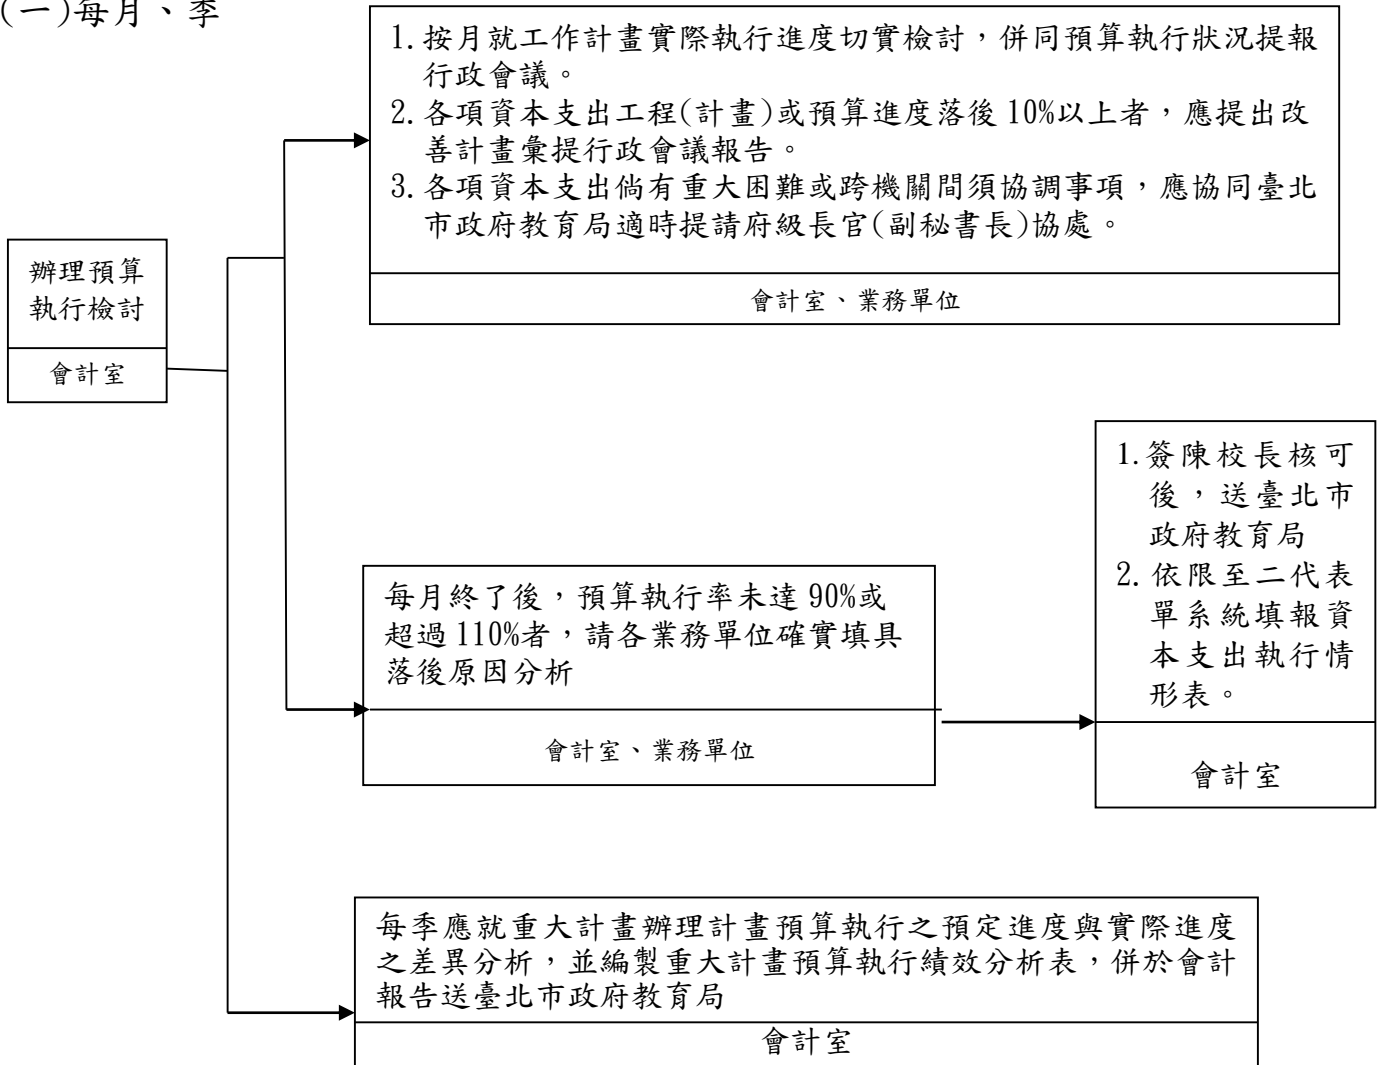 (一)每月、季
1.按月就工作計畫實際執行進度切實檢討，併同預算執行狀況提報
行政會議。
2.各項資本支出工程(計畫)或預算進度落後 10%以上者，應提出改
善計畫彙提行政會議報告。
3.各項資本支出倘有重大困難或跨機關間須協調事項，應協同臺北
市政府教育局適時提請府級長官(副秘書長)協處。
會計室、業務單位
辦理預算
執行檢討
會計室
每月終了後，預算執行率未達 90%或
超過 110%者，請各業務單位確實填具
落後原因分析
會計室、業務單位
1.簽陳校長核可
後，送臺北市
政府教育局
2.依限至二代表
單系統填報資
本支出執行情
形表。
會計室
每季應就重大計畫辦理計畫預算執行之預定進度與實際進度
之差異分析，並編製重大計畫預算執行績效分析表，併於會計
報告送臺北市政府教育局
會計室